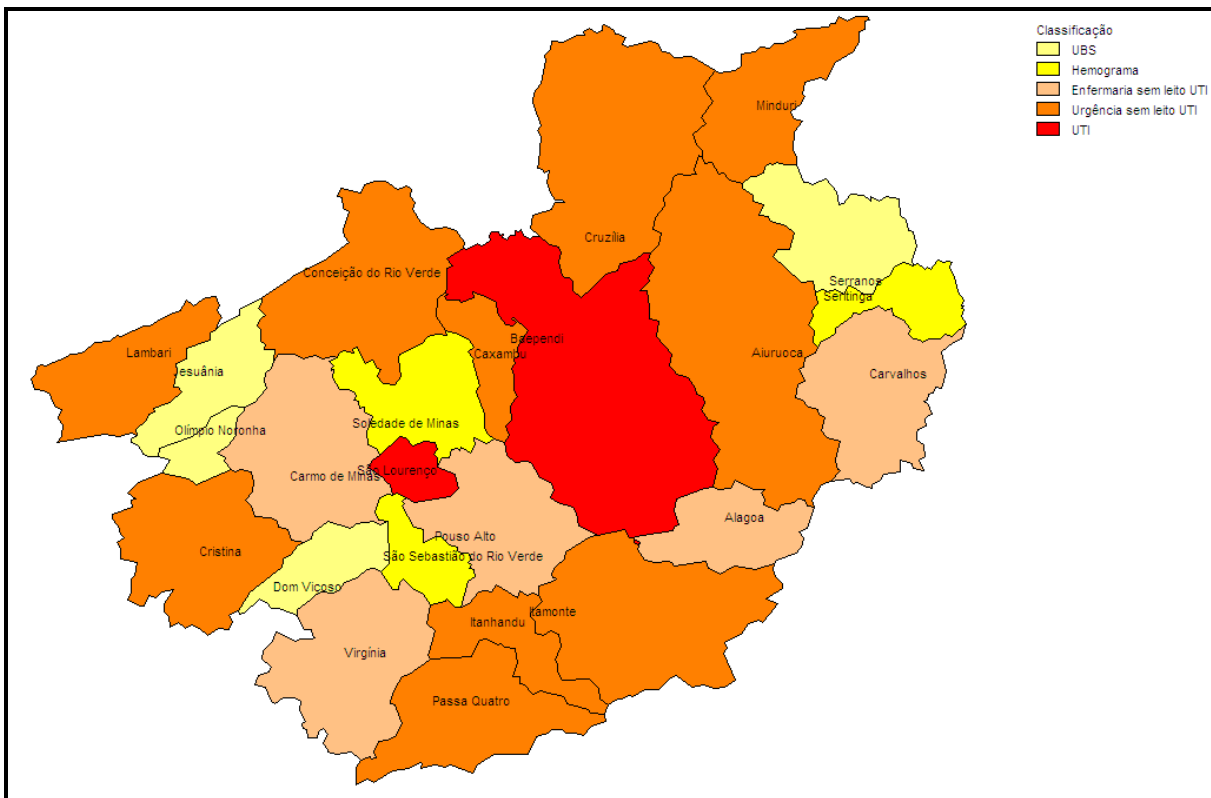 Classificação
UBS
Hemograma
Enfermaria sem leito UTI
Urgência sem leito UTI
UTI
Minduri
Cruzília
Conceição do Rio Verde
Serranos
Seritinga
Baependi
Lambari
Caxambu
Aiuruoca
Jesuânia
Carvalhos
Soledade de Minas
Olímpio Noronha
São Lourenço
Carmo de Minas
Alagoa
Pouso Alto
Cristina
São Sebastião do Rio Verde
Dom Viçoso
Itamonte
Itanhandu
Virgínia
Passa Quatro